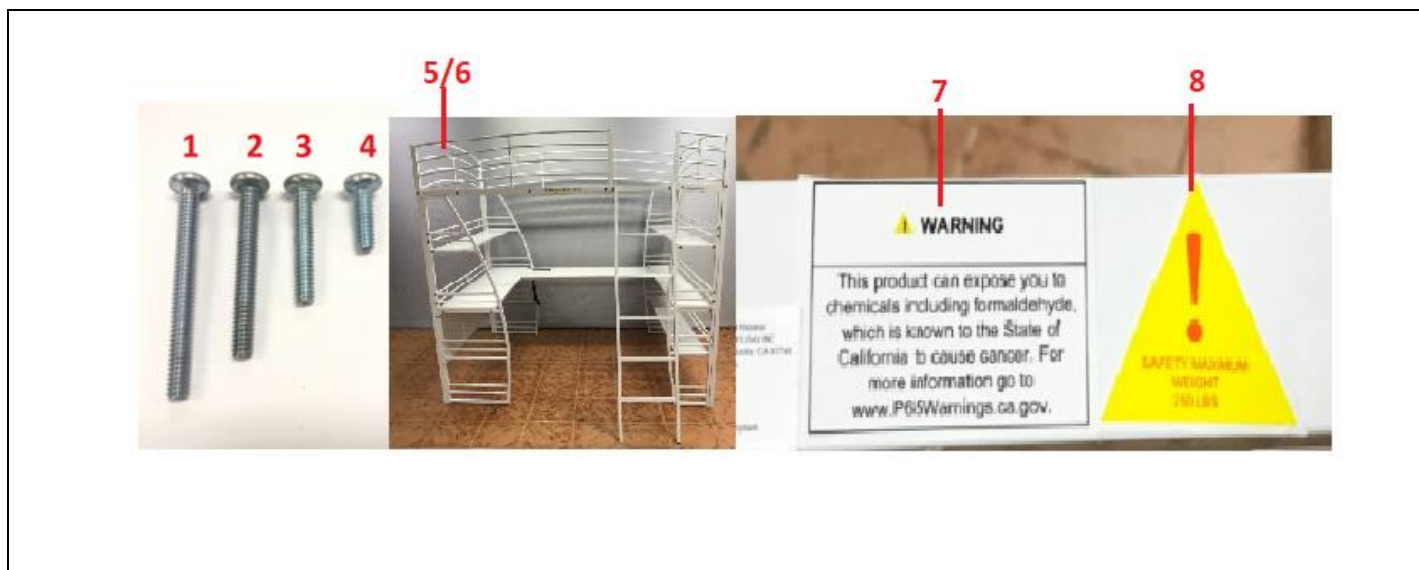 5/6
7
8
1
2
3
4
WARNING
This product can expose you to
chemicals including formaldehyde,
which is known to the State of
California to cause cancer. For
more information go to
www.P65Warnings.ca.gov.
SAFETY MAXIMUM
WEIGHT
250 LBS